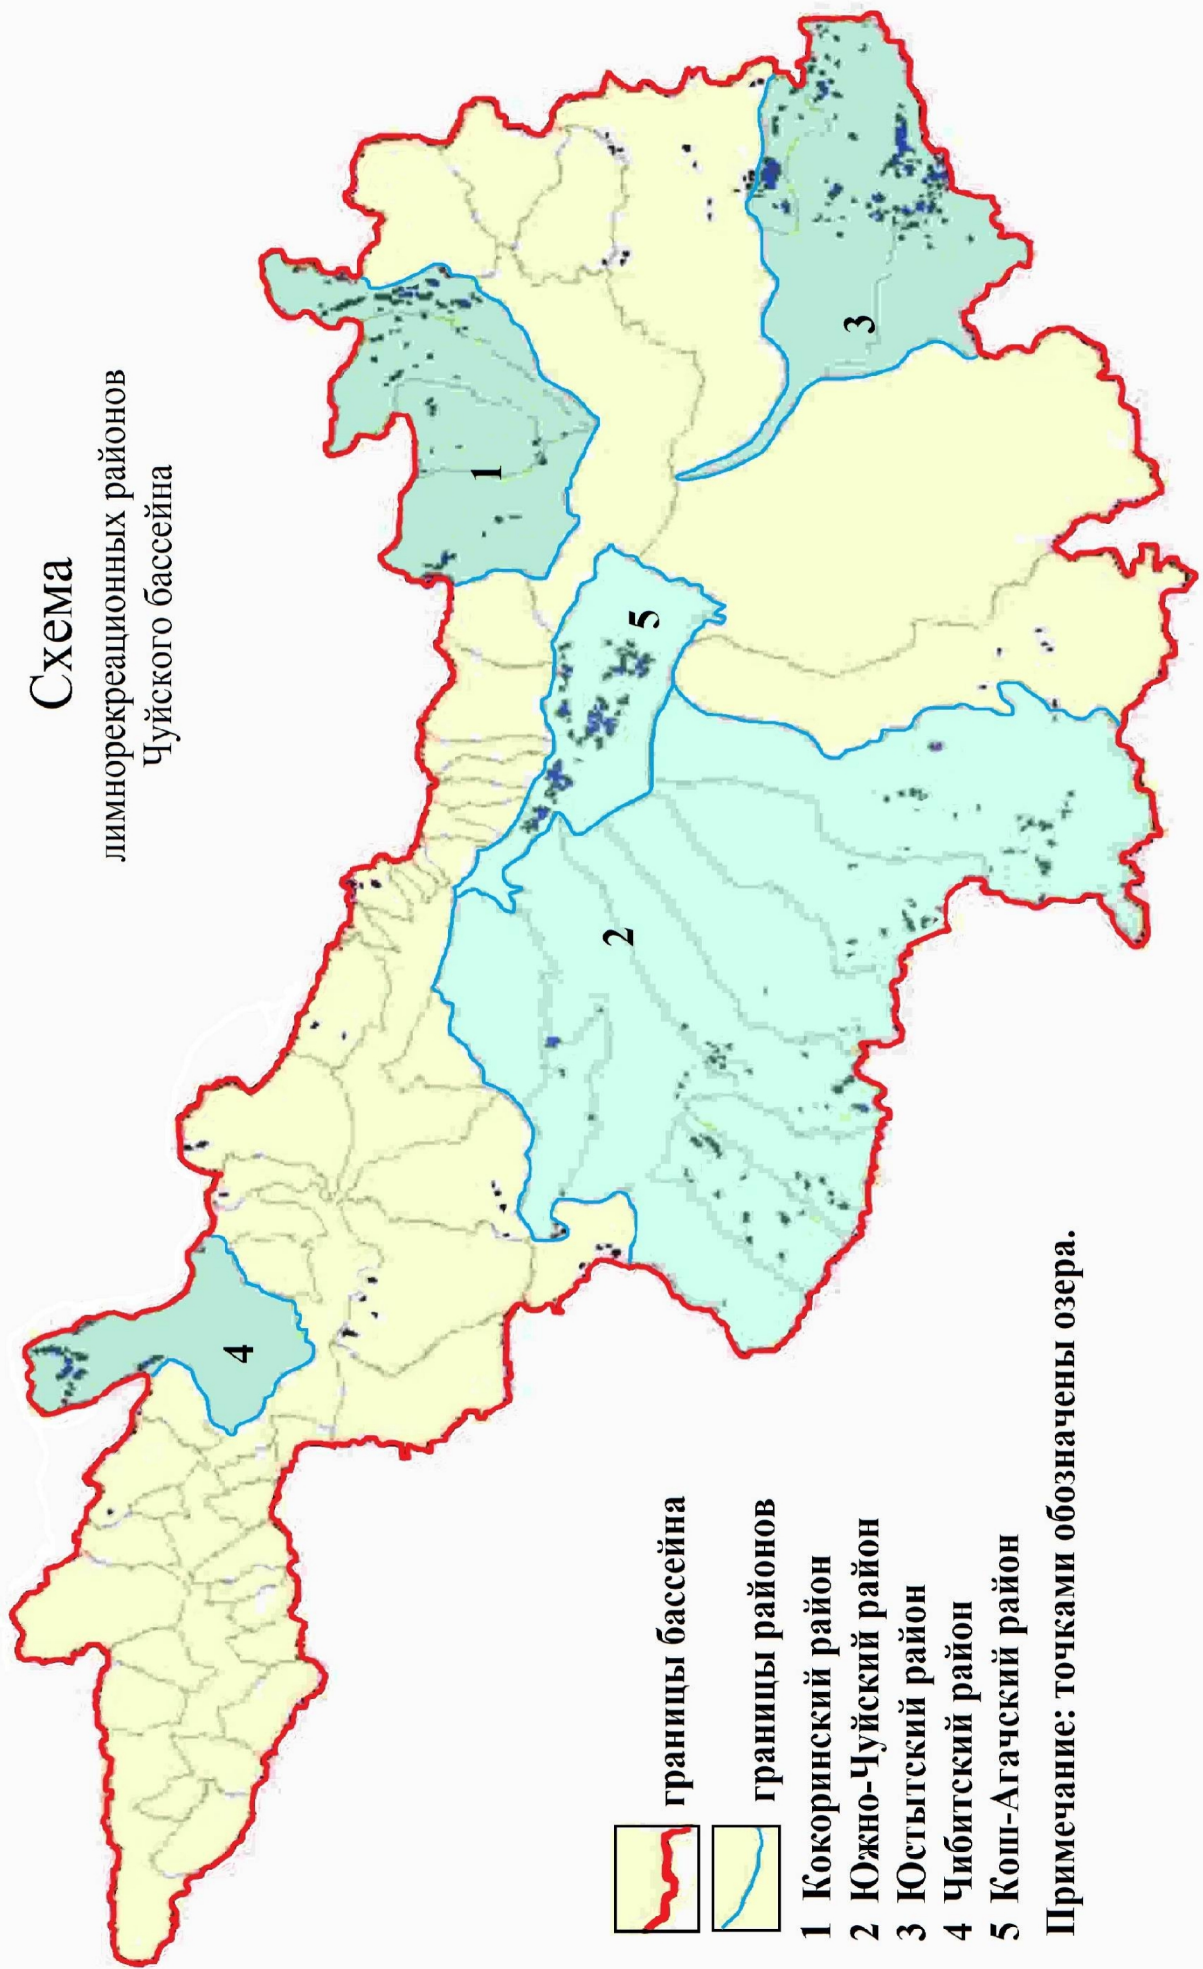 Схема
лимнорекреационных районов
Чуйского бассейна
1
2
3
4
5
границы бассейна
границы районов
1 Кокоринский район
2 Южно-Чуйский район
3 Юстытский район
4 Чибитский район
5 Кош-Агачский район
Примечание: точками обозначены озера.